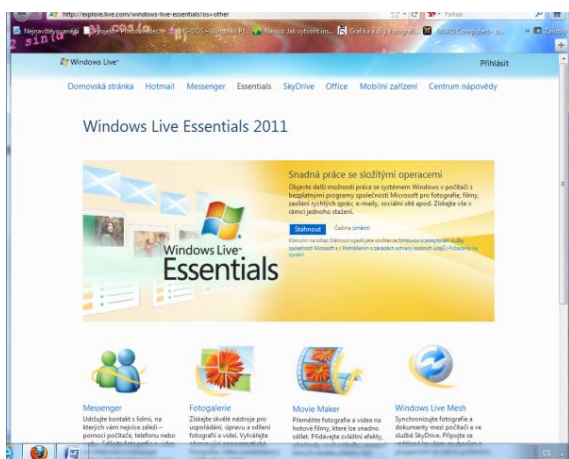 http://explore.live.com/windows-live-essentials?os=other
Yahoo
Windows Live™
Přihlásit
Domovská stránka Hotmail Messenger Essentials SkyDrive Office Mobilní zařízení Centrum nápovědy
Windows Live Essentials 2011
Snadná práce se složitými operacemi
Objevte další možnosti práce se systémem Windows v počítači s
bezplatnými programy společnosti Microsoft pro fotografie, filmy,
zasílání rychlých zpráv, e-maily, sociální sítě apod. Získejte vše v
rámci jednoho stažení.
Stáhnout Čeština (změnit)
Windows Live™
Essentials
Messenger
Udržujte kontakt s lidmi, na
kterých vám nejvíce záleží –
pomocí počítače, telefonu nebo
Fotogalerie
Získejte skvělé nástroje pro
uspořádání, úpravu a sdílení
fotografií a videí. Vytvářejte
Movie Maker
Přeměňte fotografie a videa na
hotové filmy, které lze snadno
sdílet. Přidávejte zvláštní efekty,
Windows Live Mesh
Synchronizujte fotografie a
dokumenty mezi počítači a ve
službě SkyDrive. Připojte se
CS